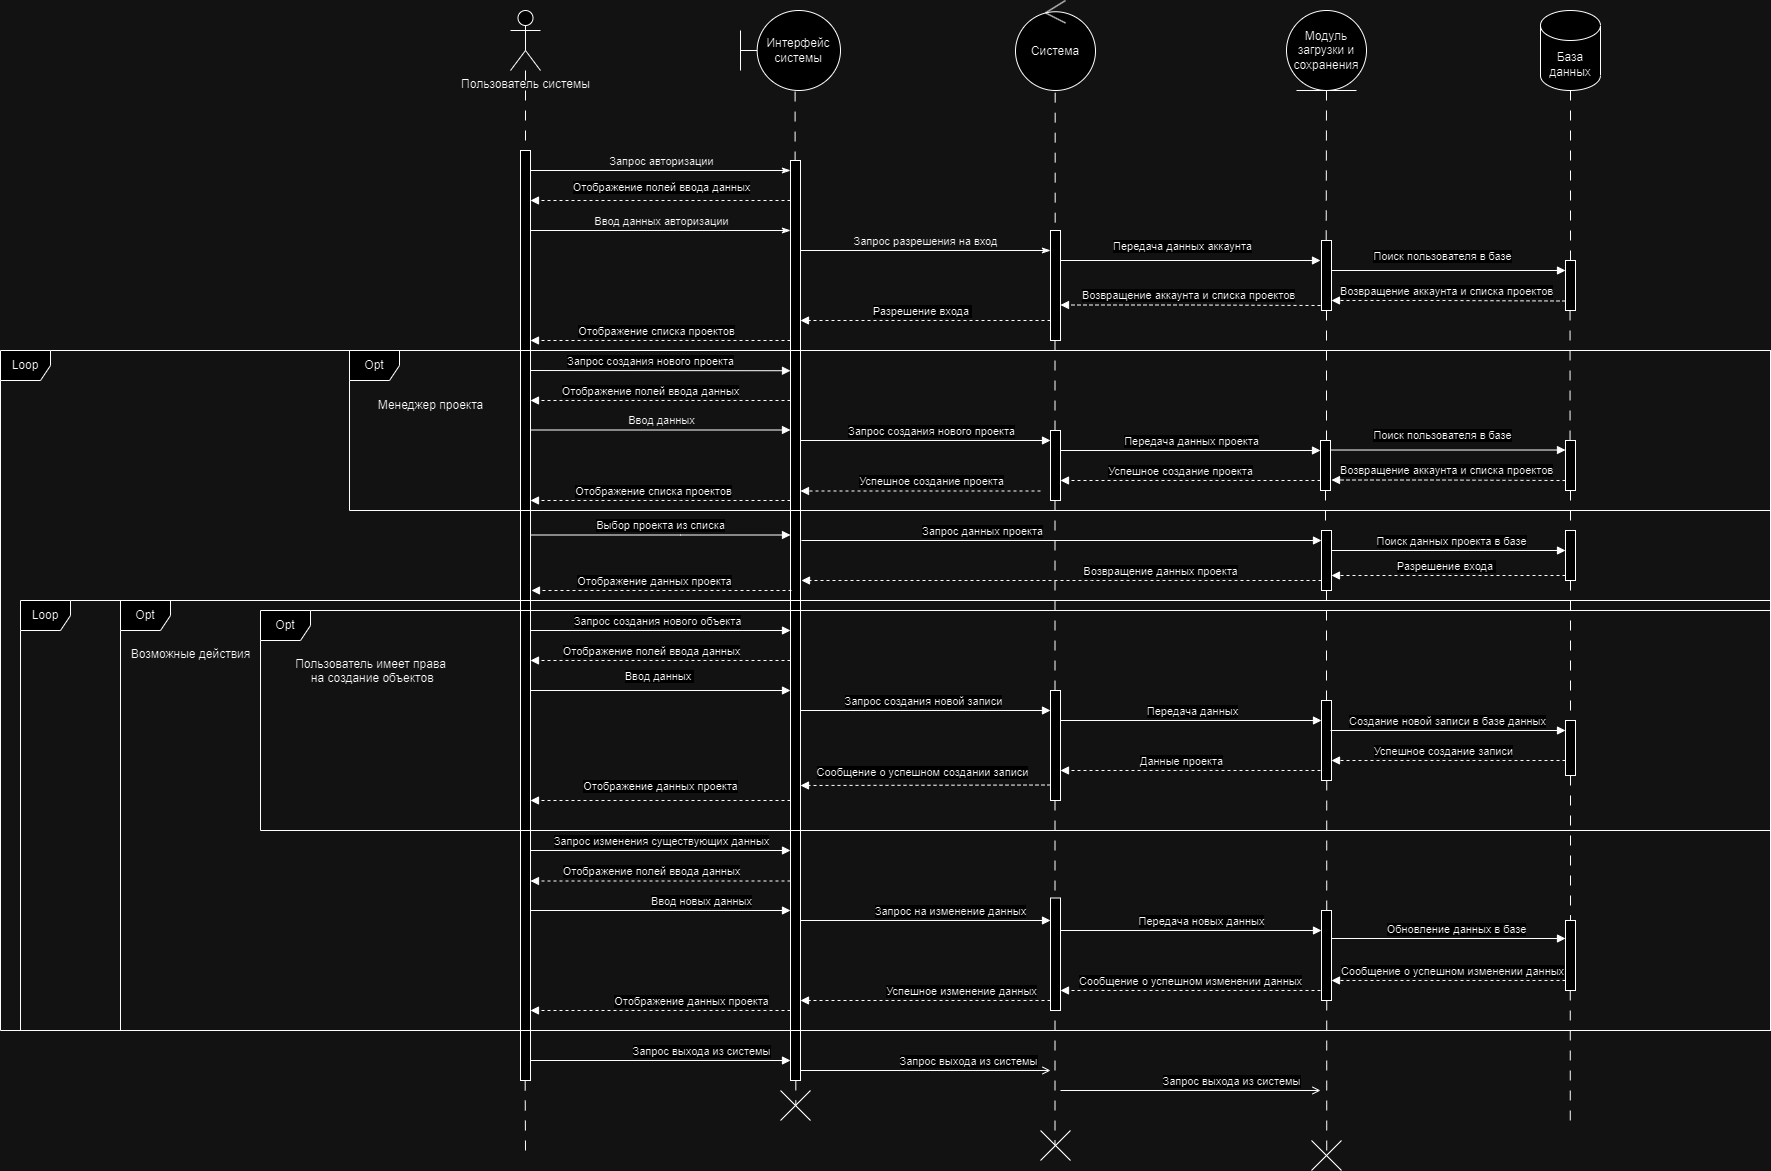 Пользователь системы
Интерфейс
системы
Система
Модуль
загрузки и
сохранения
База
данных
Запрос авторизации
Отображение полей ввода данных
Ввод данных авторизации
Запрос разрешения на вход
Передача данных аккаунта
Поиск пользователя в базе
Возвращение аккаунта и списка проектов
Возвращение аккаунта и списка проектов
Разрешение входа
Отображение списка проектов
Loop
Opt
Менеджер проекта
Запрос создания нового проекта
Отображение полей ввода данных
Ввод данных
Запрос создания нового проекта
Передача данных проекта
Поиск пользователя в базе
Возвращение аккаунта и списка проектов
Успешное создание проекта
Успешное создание проекта
Отображение списка проектов
Выбор проекта из списка
Запрос данных проекта
Поиск данных проекта в базе
Разрешение входа
Возвращение данных проекта
Отображение данных проекта
Loop
Opt
Возможные действия
Opt
Пользователь имеет права
на создание объектов
Запрос создания нового объекта
Отображение полей ввода данных
Ввод данных
Запрос создания новой записи
Передача данных
Создание новой записи в базе данных
Успешное создание записи
Данные проекта
Сообщение о успешном создании записи
Отображение данных проекта
Запрос изменения существующих данных
Отображение полей ввода данных
Ввод новых данных
Запрос на изменение данных
Передача новых данных
Обновление данных в базе
Сообщение о успешном изменении данных
Сообщение о успешном изменении данных
Успешное изменение данных
Отображение данных проекта
Запрос выхода из системы
Запрос выхода из системы
Запрос выхода из системы